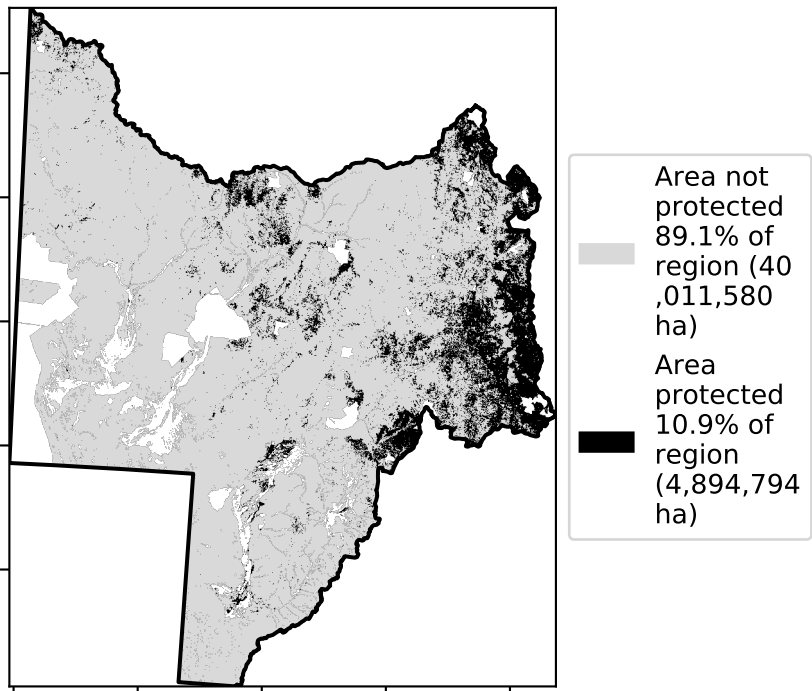 Area not
protected
89.1% of
region (40
,011,580
ha)
Area
protected
10.9% of
region
(4,894,794
ha)